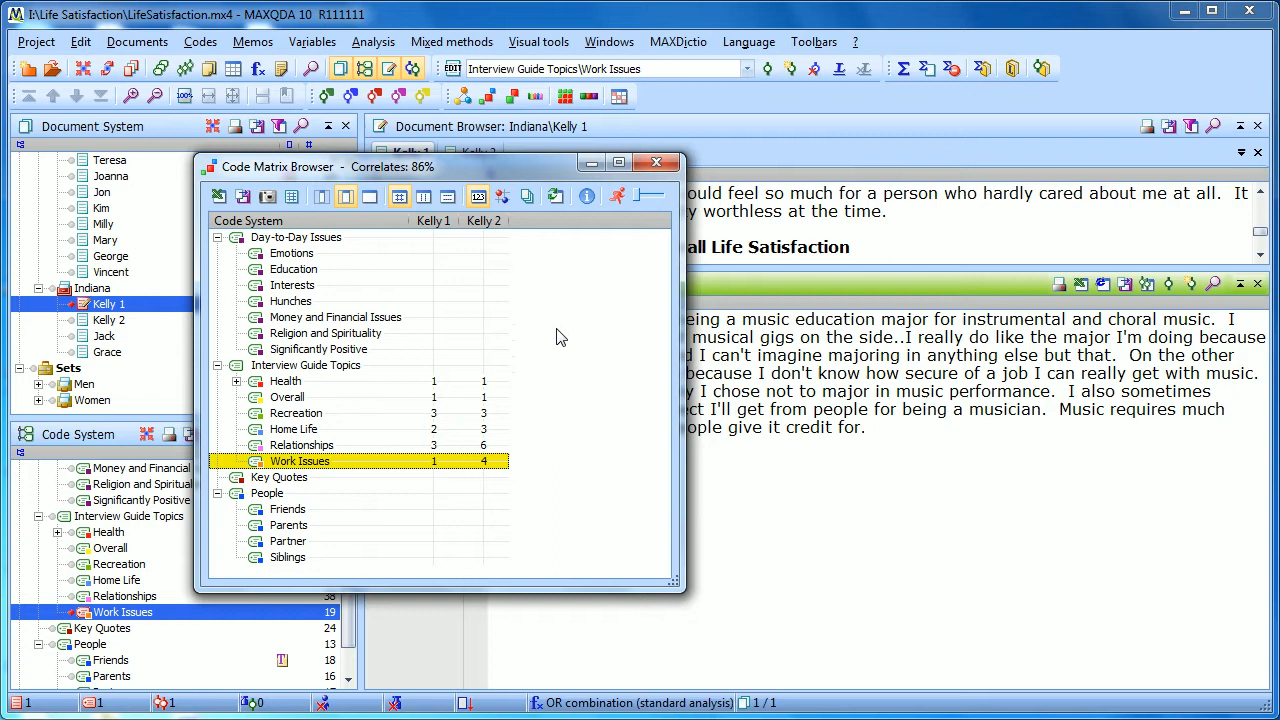 I:\Life Satisfaction\LifeSatisfaction.mx4 - MAXQDA 10 R111111
Project Edit Documents Codes Memos Variables Analysis Mixed methods Visual tools Windows MAXDictio Language Toolbars ?
EDIT Interview Guide Topics\Work Issues
100%
Document System
Teresa
Joanna
Jon
Kim
Milly
Mary
George
Vincent
Indiana
Kelly 1
Kelly 2
Jack
Grace
Sets
Men
Women
Code System
Money and Financial
Religion and Spiritual
Significantly Positive
Interview Guide Topics
Health
Overall
Recreation
Home Life
Relationships 38
Work Issues 19
Key Quotes 24
People 13
Friends 18
Parents 16
Document Browser: Indiana\Kelly 1
ould feel so much for a person who hardly cared about me at all. It
y worthless at the time.
all Life Satisfaction
eing a music education major for instrumental and choral music. I
musical gigs on the side..I really do like the major I'm doing because
d I can't imagine majoring in anything else but that. On the other
because I don't know how secure of a job I can really get with music.
y I chose not to major in music performance. I also sometimes
ect I'll get from people for being a musician. Music requires much
ople give it credit for.
Code Matrix Browser - Correlates: 86%
123
Code System Kelly 1 Kelly 2
Day-to-Day Issues
Emotions
Education
Interests
Hunches
Money and Financial Issues
Religion and Spirituality
Significantly Positive
Interview Guide Topics
Health 1 1
Overall 1 1
Recreation 3 3
Home Life 2 3
Relationships 3 6
Work Issues 1 4
Key Quotes
People
Friends
Parents
Partner
Siblings
1 1 1 0 OR combination (standard analysis) 1 / 1